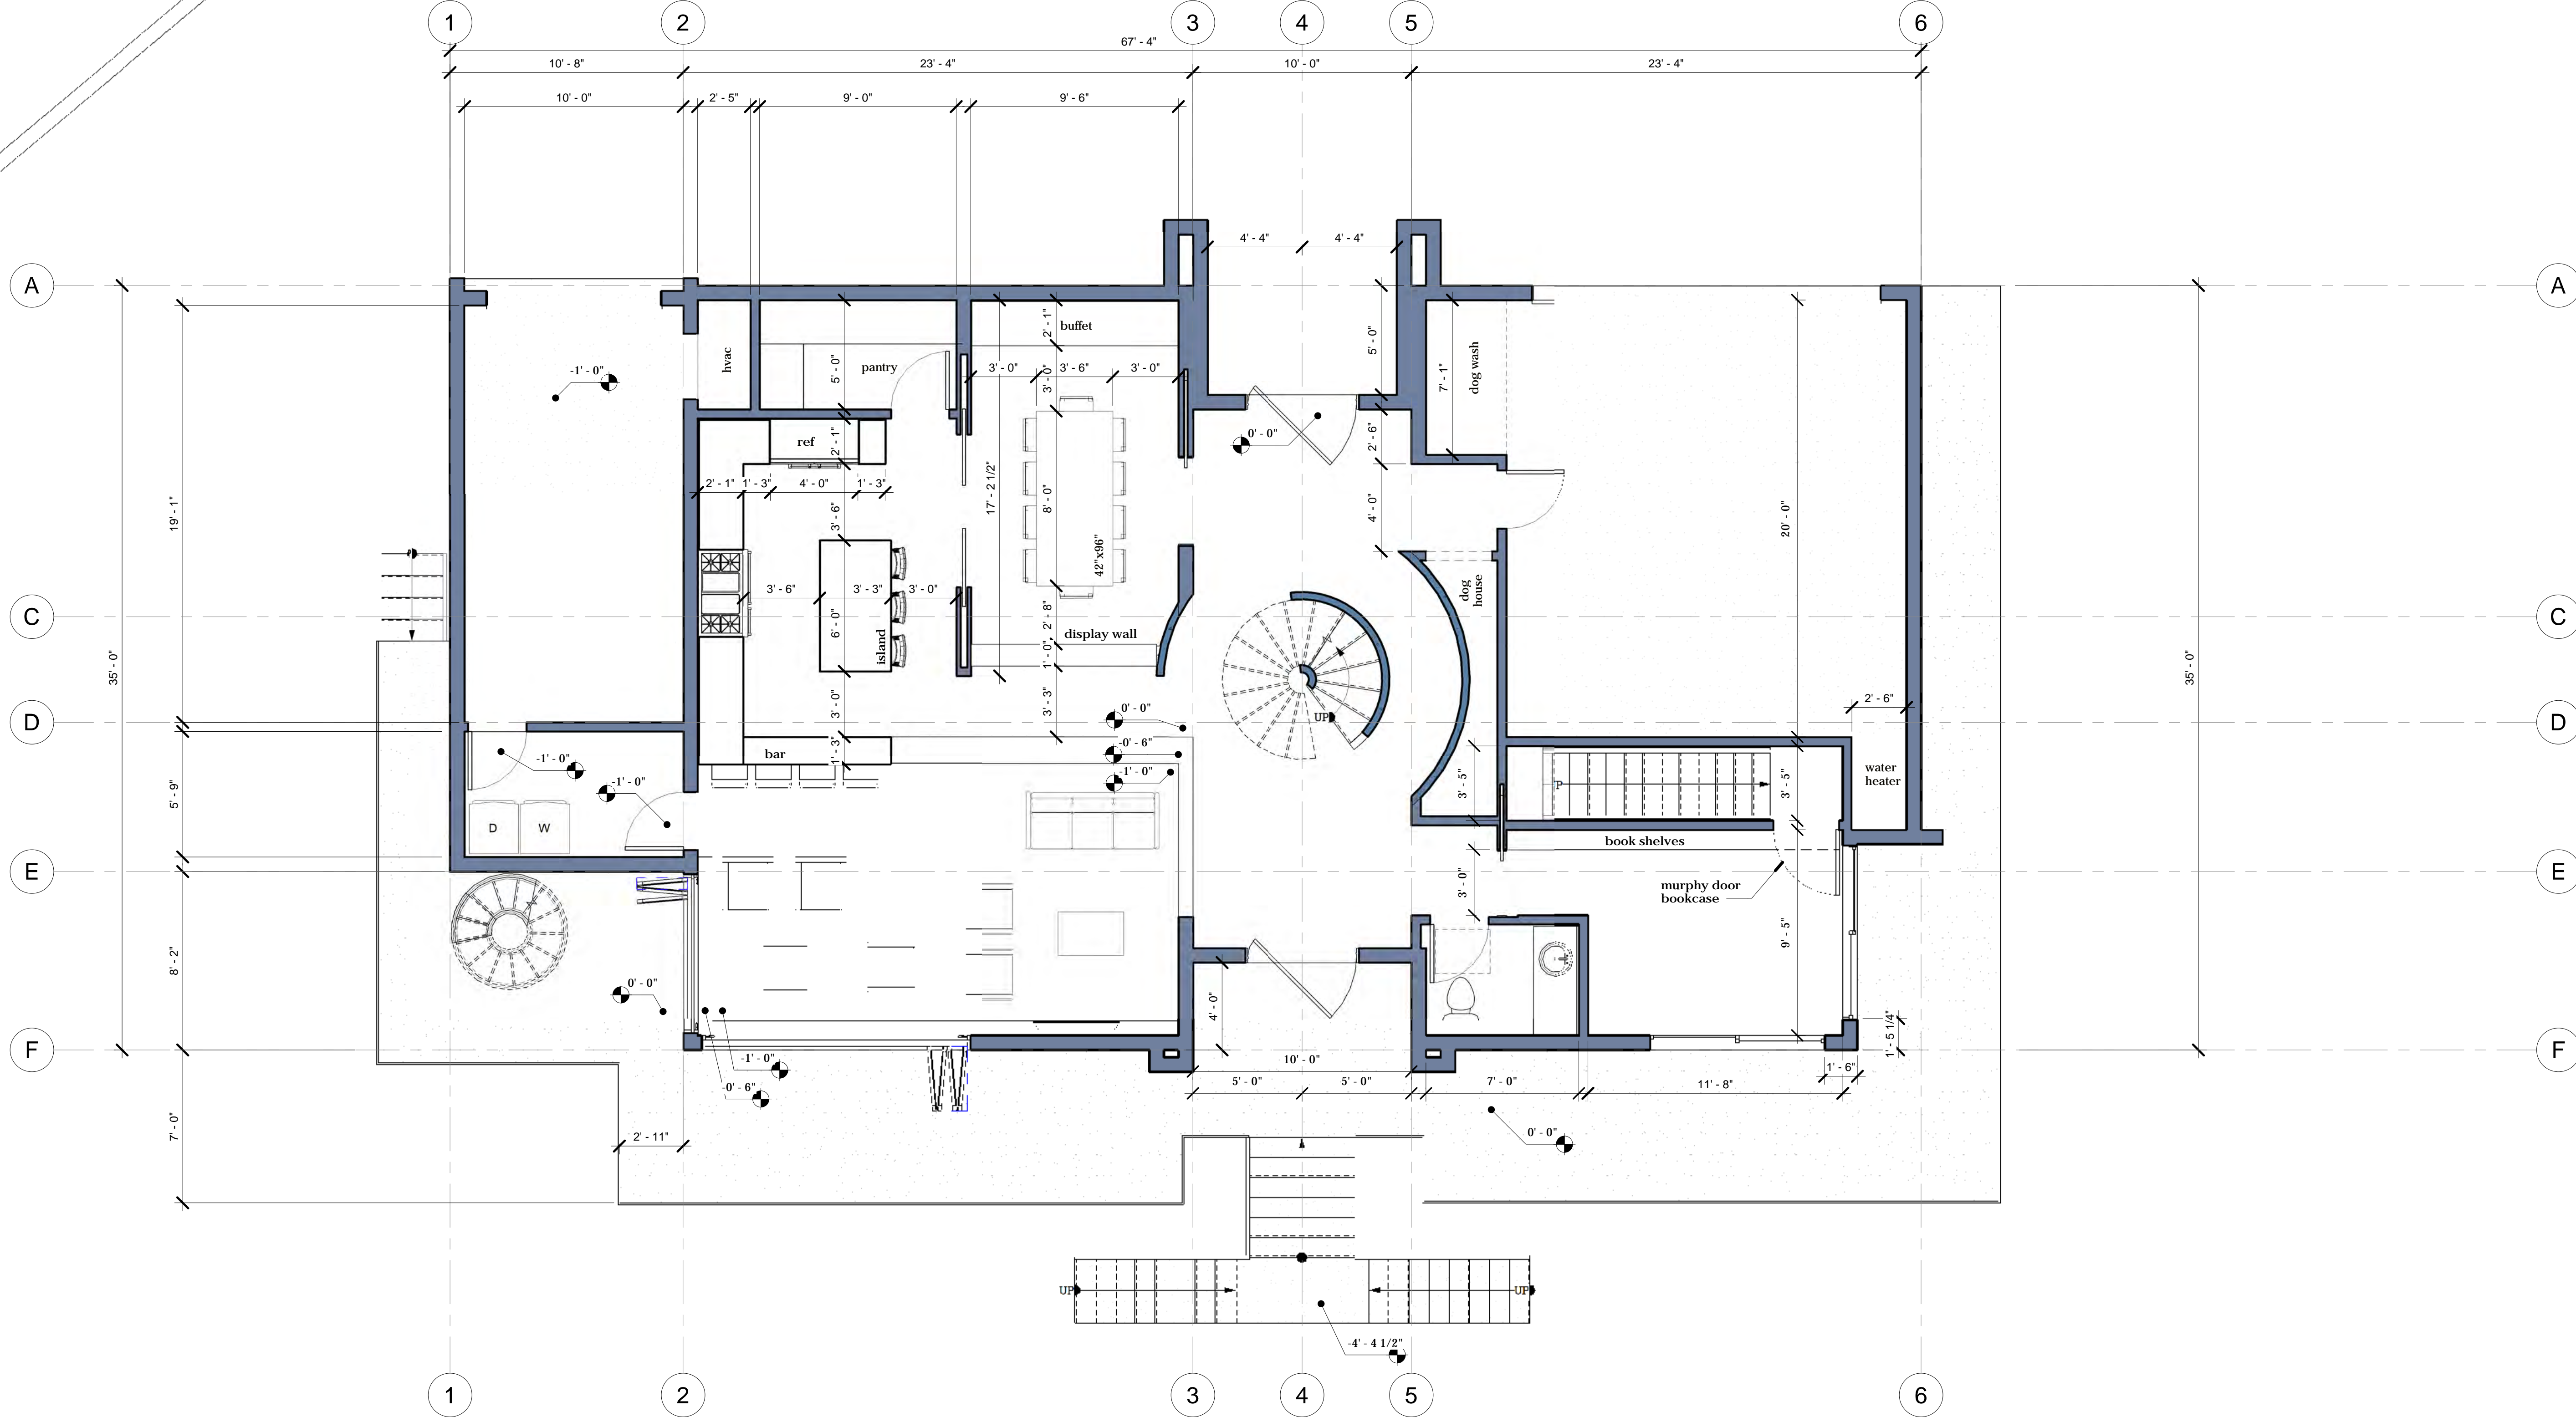 1 2 3 4 5 6
67' - 4"
10' - 8" 23' - 4" 10' - 0" 23' - 4"
10' - 0" 2' - 5" 9' - 0" 9' - 6"
4' - 4" 4' - 4"
A A
2' - 1" buffet
5' - 0"
hvac
pantry
5' - 0"
3' - 0" 3' - 6" 3' - 0"
3' - 0"
-1' - 0"
7' - 1"
dog wash
0' - 0"
2' - 6"
ref
2' - 1"
2' - 1" 1' - 3" 4' - 0" 1' - 3"
17' - 2 1/2"
8' - 0"
4' - 0"
20' - 0"
19' - 1"
3' - 6"
42"x96"
3' - 6" 3' - 3" 3' - 0"
dog
house
C C
2' - 8"
6' - 0"
island
display wall
1' - 0"
35' - 0"
35' - 0"
3' - 0"
3' - 3"
2' - 6"
0' - 0"
UP
D D
-0' - 6"
bar
1' - 3"
-1' - 0"
-1' - 0"
-1' - 0"
5' - 9"
3' - 5"
P
3' - 5"
water
heater
D W
book shelves
E E
3' - 0"
murphy door
bookcase
9' - 5"
8' - 2"
0' - 0"
4' - 0"
1' - 5 1/4"
F F
-1' - 0"
-0' - 6"
10' - 0"
5' - 0" 5' - 0" 7' - 0" 11' - 8"
1' - 6"
7' - 0"
2' - 11"
0' - 0"
UP UP
-4' - 4 1/2"
1 2 3 4 5 6